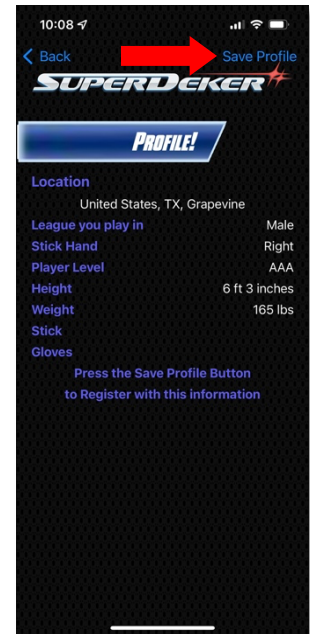 10:08
Back
Save Profile
SUPERDEKER
PROFILE!
Location
United States, TX, Grapevine
League you play in Male
Stick Hand Right
Player Level AAA
Height 6 ft 3 inches
Weight 165 lbs
Stick
Gloves
Press the Save Profile Button
to Register with this information